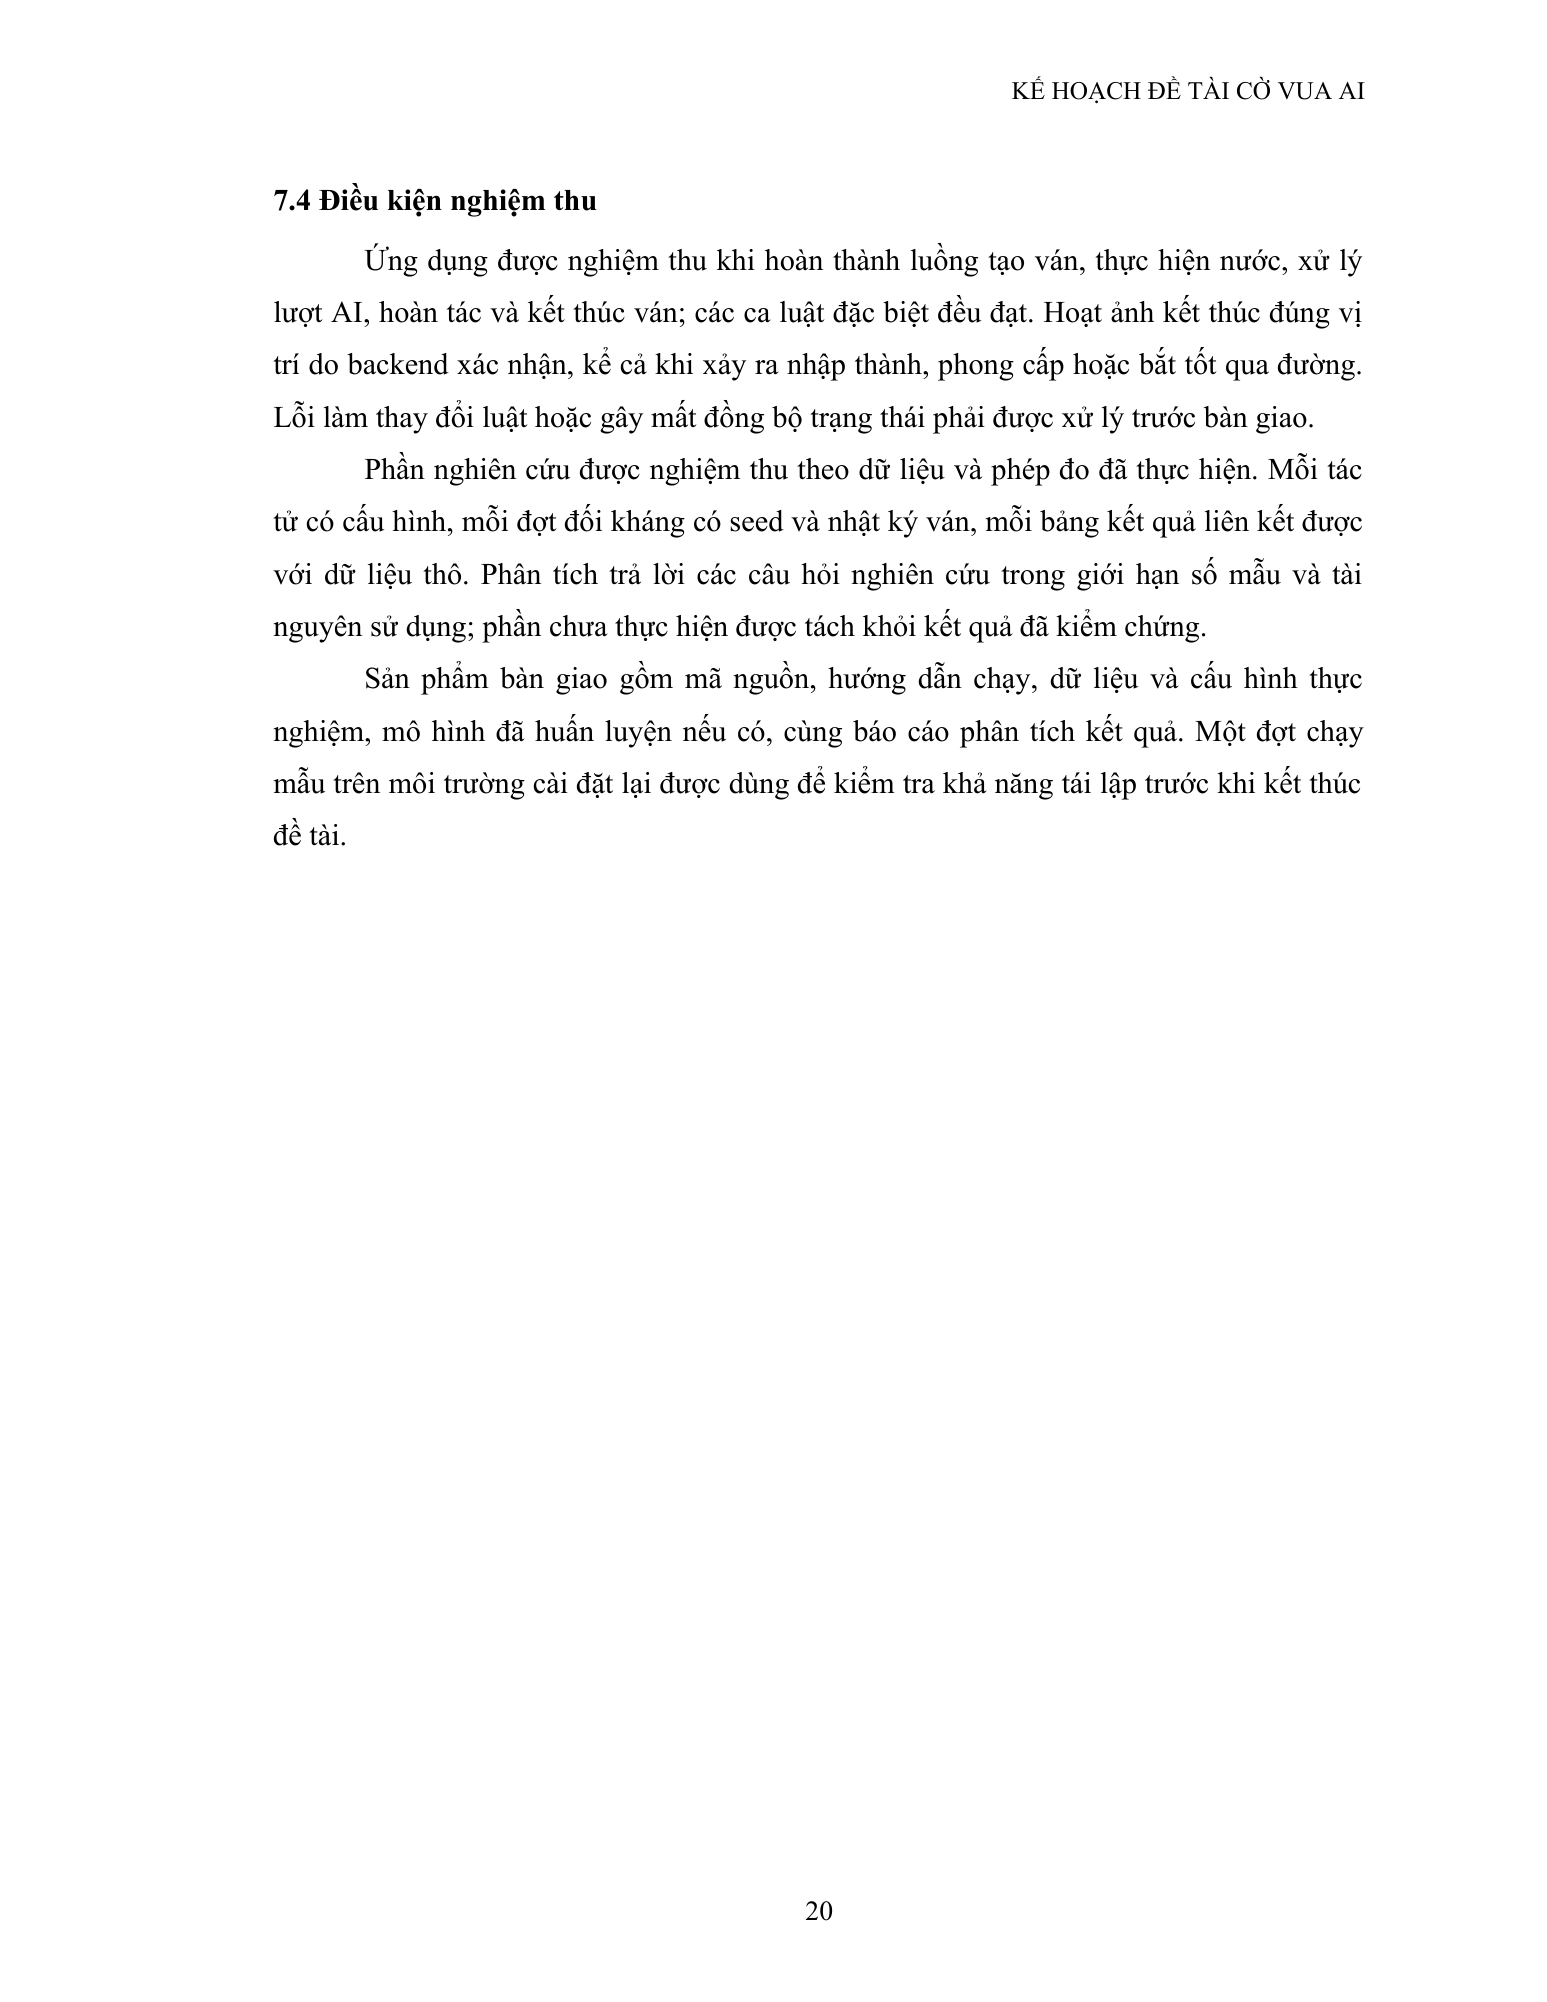 KẾ HOẠCH ĐỀ TÀI CỜ VUA AI
7.4 Điều kiện nghiệm thu
Ứng dụng được nghiệm thu khi hoàn thành luồng tạo ván, thực hiện nước, xử lý
lượt AI, hoàn tác và kết thúc ván; các ca luật đặc biệt đều đạt. Hoạt ảnh kết thúc đúng vị
trí do backend xác nhận, kể cả khi xảy ra nhập thành, phong cấp hoặc bắt tốt qua đường.
Lỗi làm thay đổi luật hoặc gây mất đồng bộ trạng thái phải được xử lý trước bàn giao.
Phần nghiên cứu được nghiệm thu theo dữ liệu và phép đo đã thực hiện. Mỗi tác
tử có cấu hình, mỗi đợt đối kháng có seed và nhật ký ván, mỗi bảng kết quả liên kết được
với dữ liệu thô. Phân tích trả lời các câu hỏi nghiên cứu trong giới hạn số mẫu và tài
nguyên sử dụng; phần chưa thực hiện được tách khỏi kết quả đã kiểm chứng.
Sản phẩm bàn giao gồm mã nguồn, hướng dẫn chạy, dữ liệu và cấu hình thực
nghiệm, mô hình đã huấn luyện nếu có, cùng báo cáo phân tích kết quả. Một đợt chạy
mẫu trên môi trường cài đặt lại được dùng để kiểm tra khả năng tái lập trước khi kết thúc
đề tài.
20